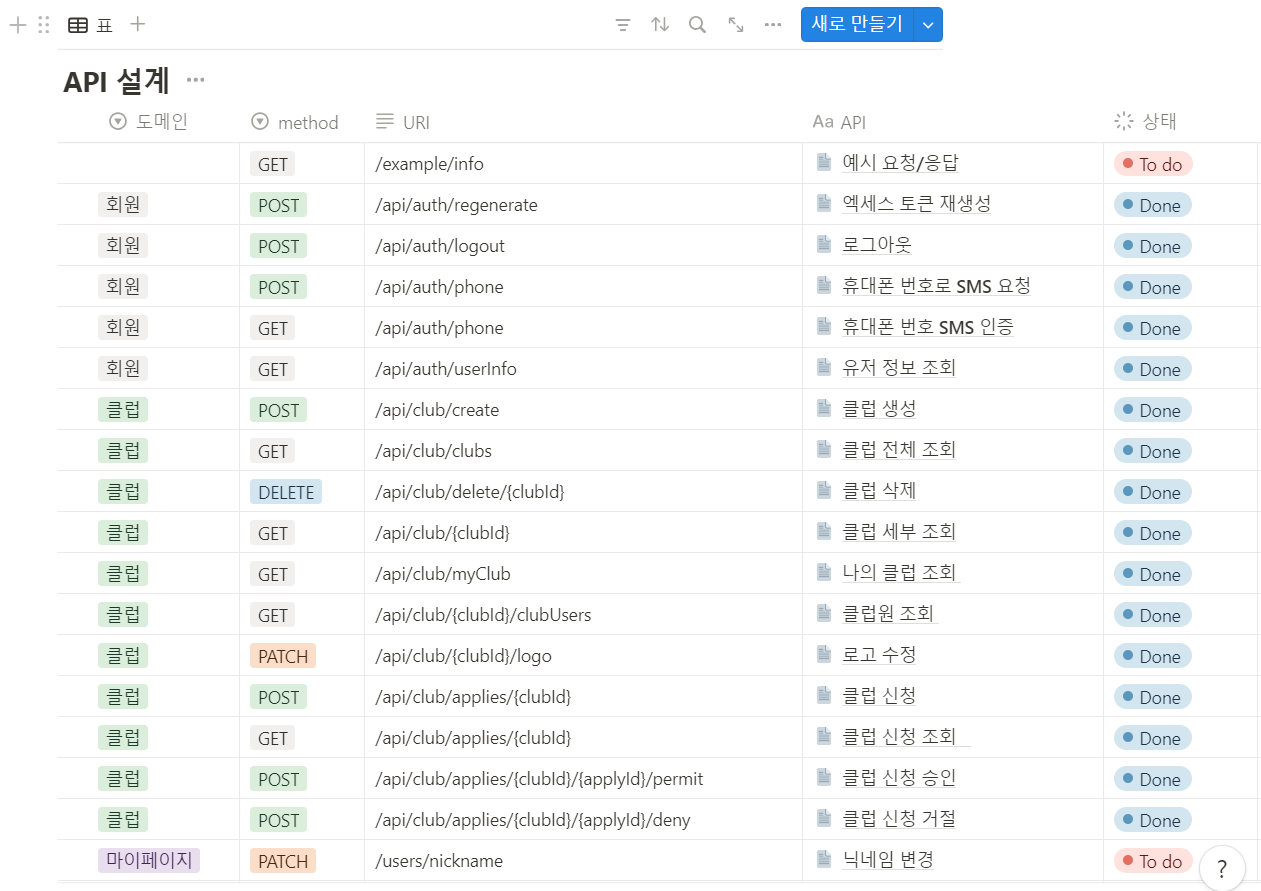 표
새로 만들기
API 설계
도메인 method URI Aa API 상태
GET /example/info 예시 요청/응답 To do
회원 POST /api/auth/regenerate 엑세스 토큰 재생성 Done
회원 POST /api/auth/logout 로그아웃 Done
회원 POST /api/auth/phone 휴대폰 번호로 SMS 요청 Done
회원 GET /api/auth/phone 휴대폰 번호 SMS 인증 Done
회원 GET /api/auth/userInfo 유저 정보 조회 Done
클럽 POST /api/club/create 클럽 생성 Done
클럽 GET /api/club/clubs 클럽 전체 조회 Done
클럽 DELETE /api/club/delete/{clubId} 클럽 삭제 Done
클럽 GET /api/club/{clubId} 클럽 세부 조회 Done
클럽 GET /api/club/myClub 나의 클럽 조회 Done
클럽 GET /api/club/{clubId}/clubUsers 클럽원 조회 Done
클럽 PATCH /api/club/{clubId}/logo 로고 수정 Done
클럽 POST /api/club/applies/{clubId} 클럽 신청 Done
클럽 GET /api/club/applies/{clubId} 클럽 신청 조회 Done
클럽 POST /api/club/applies/{clubId}/{applyId}/permit 클럽 신청 승인 Done
클럽 POST /api/club/applies/{clubId}/{applyId}/deny 클럽 신청 거절 Done
마이페이지 PATCH /users/nickname 닉네임 변경 To do
?